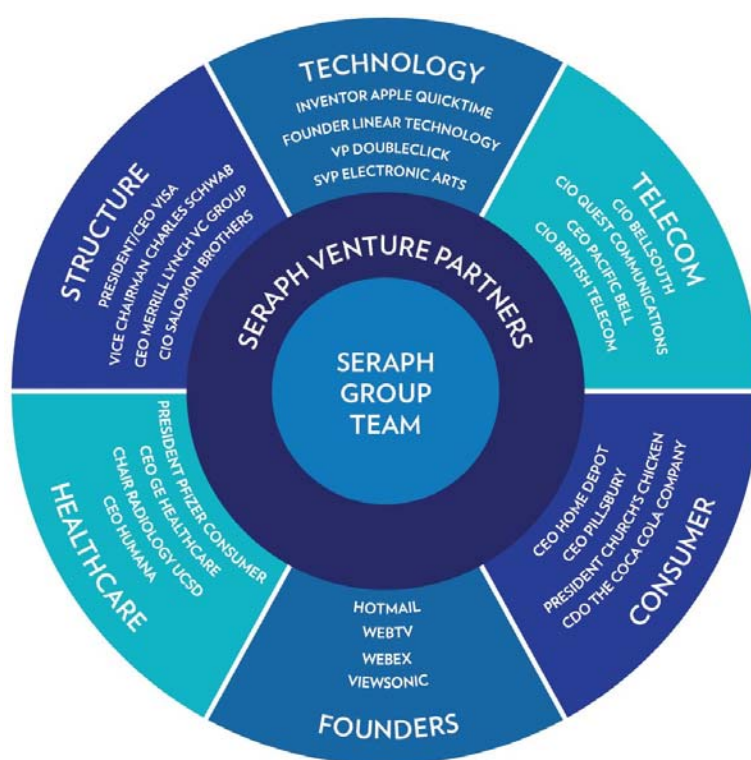 TECHNOLOGY
INVENTOR APPLE QUICKTIME
FOUNDER LINEAR TECHNOLOGY
VP DOUBLECLICK
SVP ELECTRONIC ARTS
TELECOM
CIO BELLSOUTH
CIO QUEST COMMUNICATIONS
CEO PACIFIC BELL
CIO BRITISH TELECOM
CONSUMER
CEO HOME DEPOT
CEO PILLSBURY
PRESIDENT CHURCH'S CHICKEN
CDO THE COCA COLA COMPANY
FOUNDERS
HOTMAIL
WEBTV
WEBEX
VIEWSONIC
HEALTHCARE
PRESIDENT PFIZER CONSUMER
CEO GE HEALTHCARE
CHAIR RADIOLOGY UCSD
CEO HUMANA
STRUCTURE
PRESIDENT/CEO VISA
VICE CHAIRMAN CHARLES SCHWAB
CEO MERRILL LYNCH VC GROUP
CIO SALOMON BROTHERS
SERAPH VENTURE PARTNERS
SERAPH
GROUP
TEAM